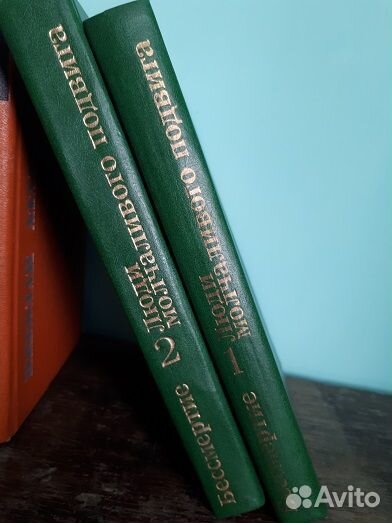 Бессмертие
2
Люди
молчаливого подвига
Бессмертие
1
Люди
молчаливого подвига
Avito